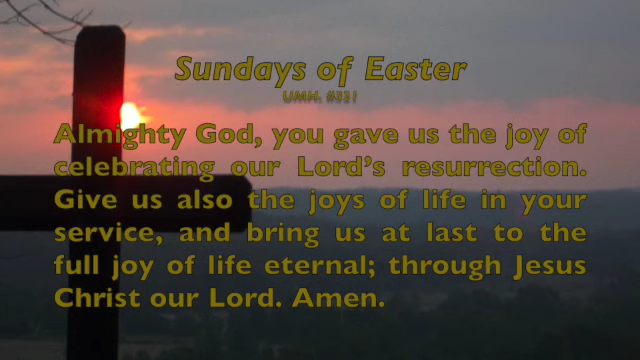 Sundays of Easter
UMH. #321
Almighty God, you gave us the joy of
celebrating our Lord's resurrection.
Give us also the joys of life in your
service, and bring us at last to the
full joy of life eternal; through Jesus
Christ our Lord. Amen.